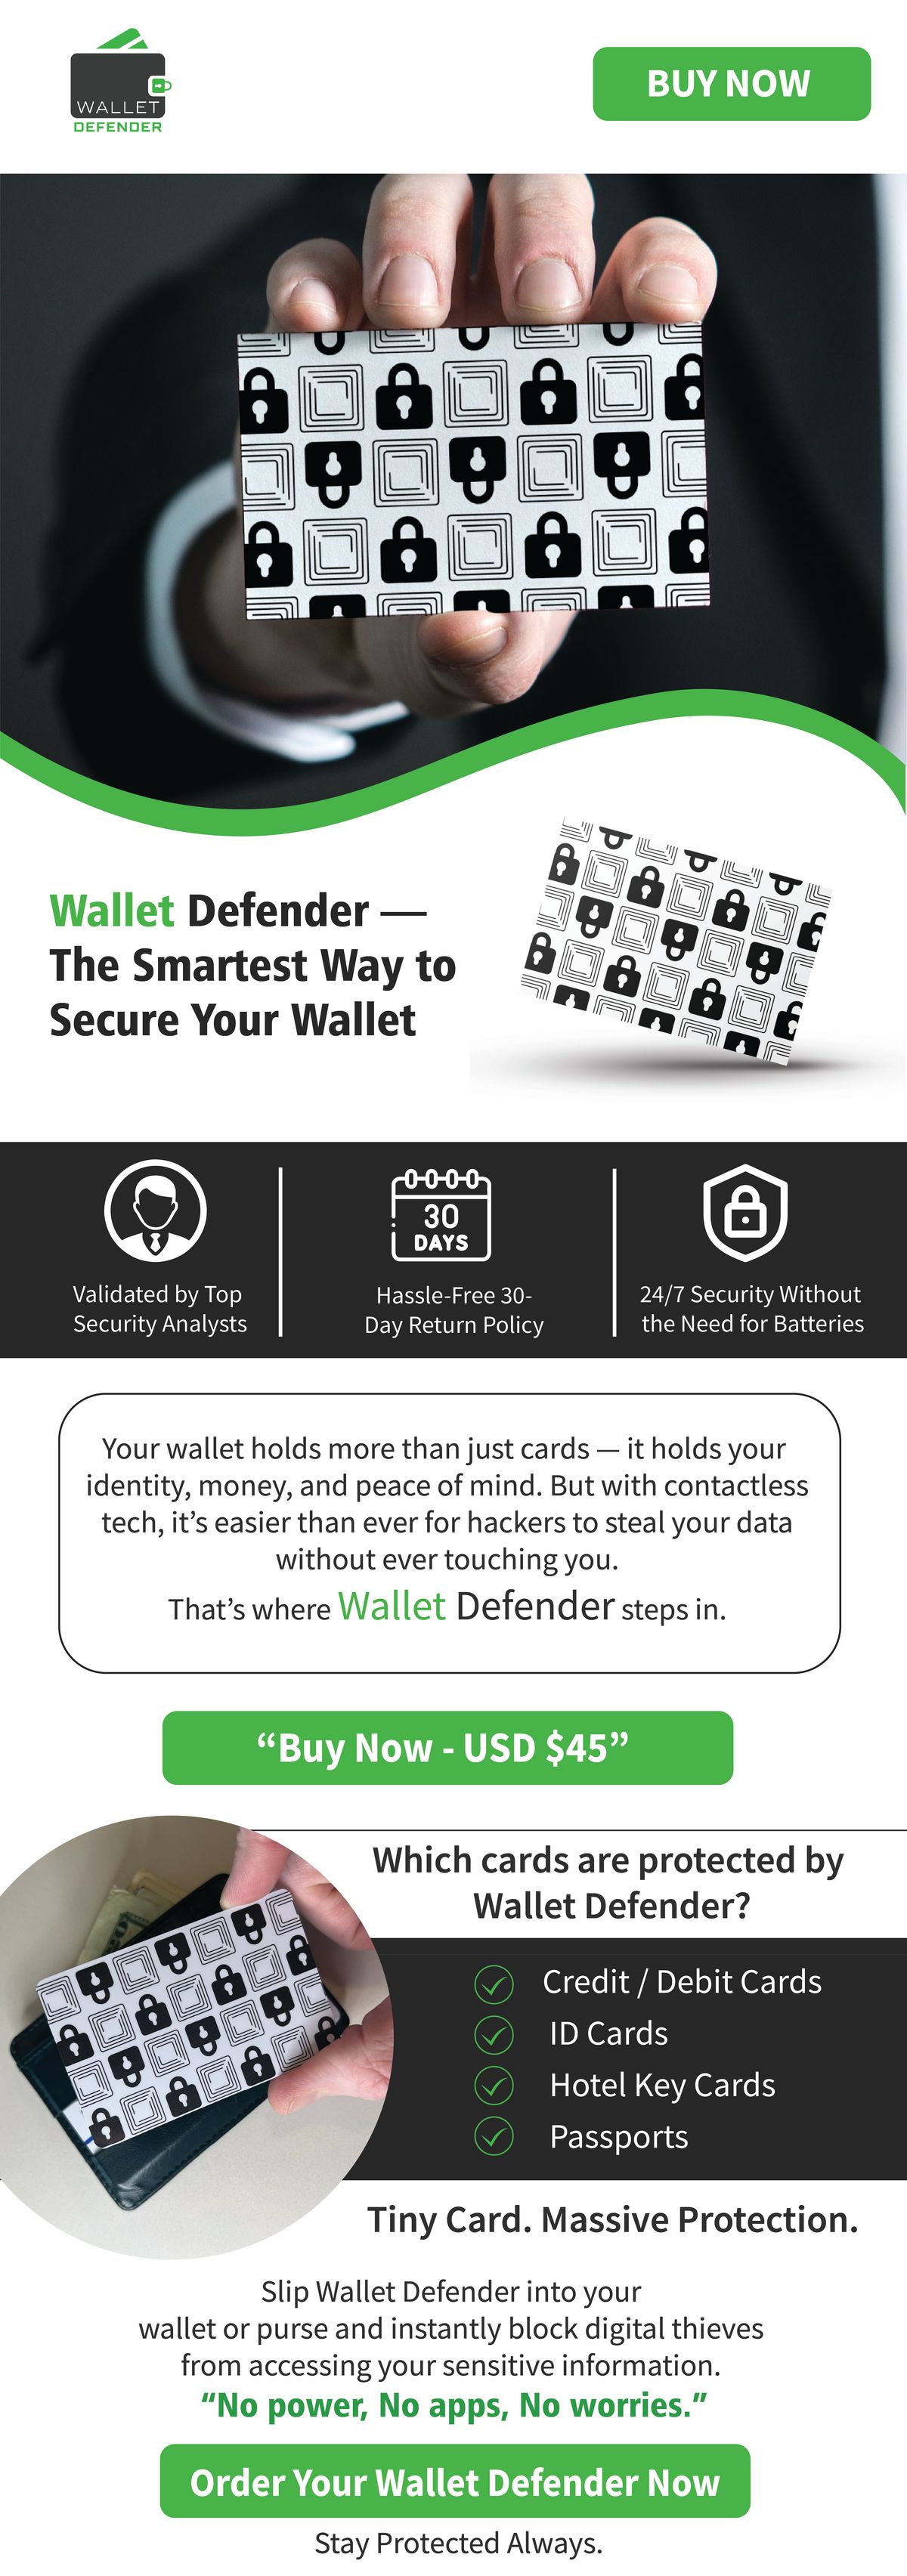 WALLET
DEFENDER
BUY NOW
Wallet Defender —
The Smartest Way to
Secure Your Wallet
30
DAYS
Validated by Top
Security Analysts
Hassle-Free 30-
Day Return Policy
24/7 Security Without
the Need for Batteries
Your wallet holds more than just cards — it holds your
identity, money, and peace of mind. But with contactless
tech, it’s easier than ever for hackers to steal your data
without ever touching you.
That’s where Wallet Defender steps in.
“Buy Now - USD $45”
Which cards are protected by
Wallet Defender?
Credit / Debit Cards
ID Cards
Hotel Key Cards
Passports
Tiny Card. Massive Protection.
Slip Wallet Defender into your
wallet or purse and instantly block digital thieves
from accessing your sensitive information.
“No power, No apps, No worries.”
Order Your Wallet Defender Now
Stay Protected Always.